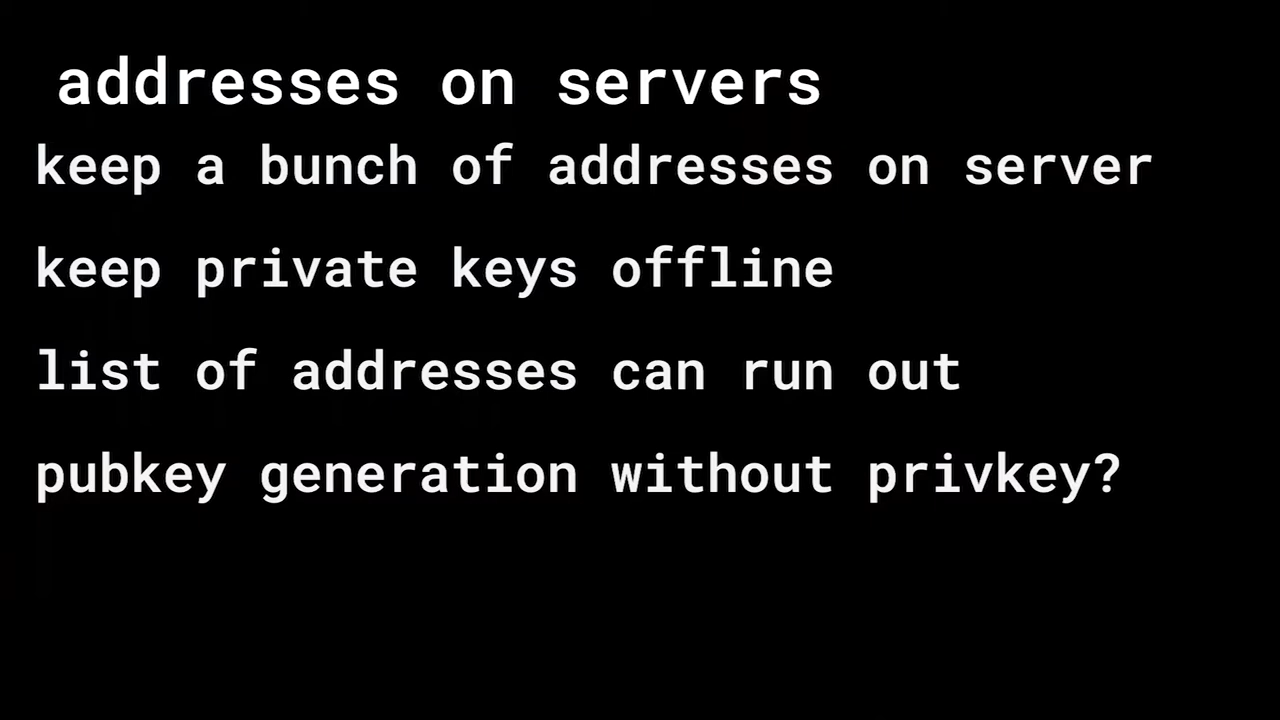 addresses on servers
keep a bunch of addresses on server
keep private keys offline
list of addresses can run out
pubkey generation without privkey?